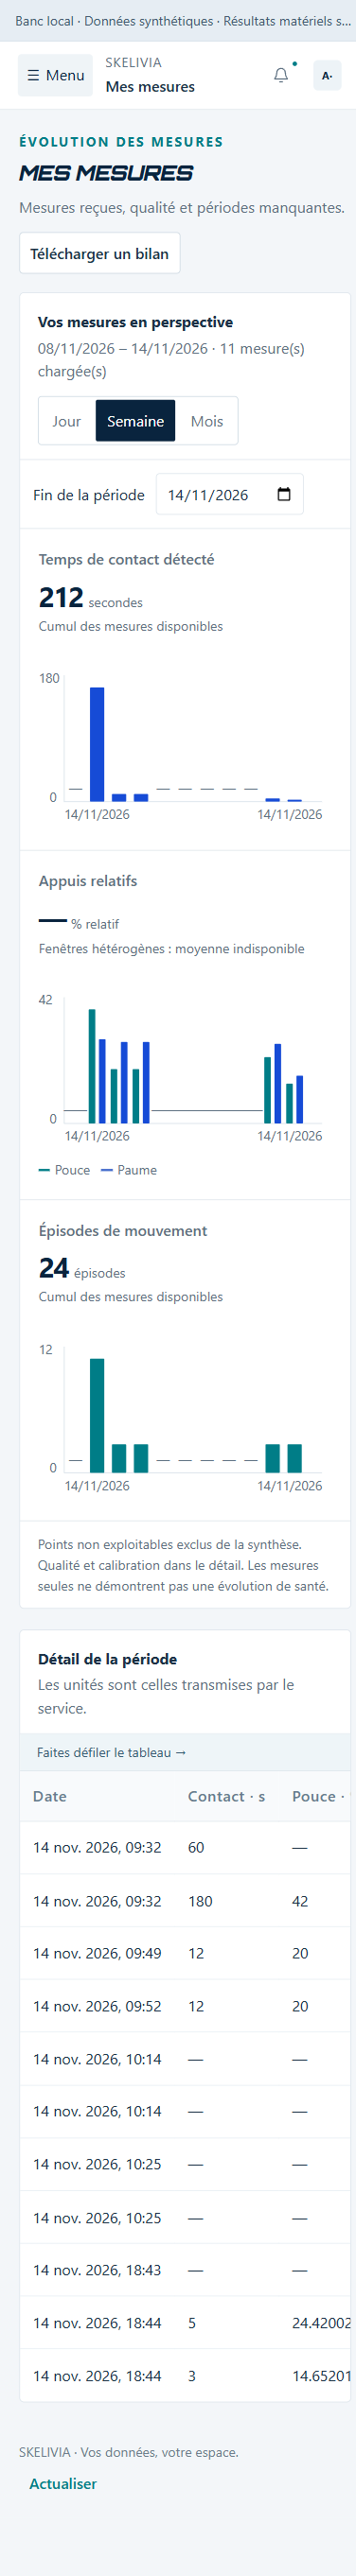 Banc local · Données synthétiques · Résultats matériels s...
☰ Menu
SKELIVIA
Mes mesures
A·
ÉVOLUTION DES MESURES
MES MESURES
Mesures reçues, qualité et périodes manquantes.
Télécharger un bilan
Vos mesures en perspective
08/11/2026 – 14/11/2026 · 11 mesure(s)
chargée(s)
Jour Semaine Mois
Fin de la période 14/11/2026
Temps de contact détecté
212 secondes
Cumul des mesures disponibles
180
0
14/11/2026 14/11/2026
Appuis relatifs
% relatif
Fenêtres hétérogènes : moyenne indisponible
42
0
14/11/2026 14/11/2026
Pouce Paume
Épisodes de mouvement
24 épisodes
Cumul des mesures disponibles
12
0
14/11/2026 14/11/2026
Points non exploitables exclus de la synthèse.
Qualité et calibration dans le détail. Les mesures
seules ne démontrent pas une évolution de santé.
Détail de la période
Les unités sont celles transmises par le
service.
Faites défiler le tableau →
Date Contact · s Pouce ·
14 nov. 2026, 09:32 60 —
14 nov. 2026, 09:32 180 42
14 nov. 2026, 09:49 12 20
14 nov. 2026, 09:52 12 20
14 nov. 2026, 10:14 — —
14 nov. 2026, 10:14 — —
14 nov. 2026, 10:25 — —
14 nov. 2026, 10:25 — —
14 nov. 2026, 18:43 — —
14 nov. 2026, 18:44 5 24.42002
14 nov. 2026, 18:44 3 14.65201
SKELIVIA · Vos données, votre espace.
Actualiser